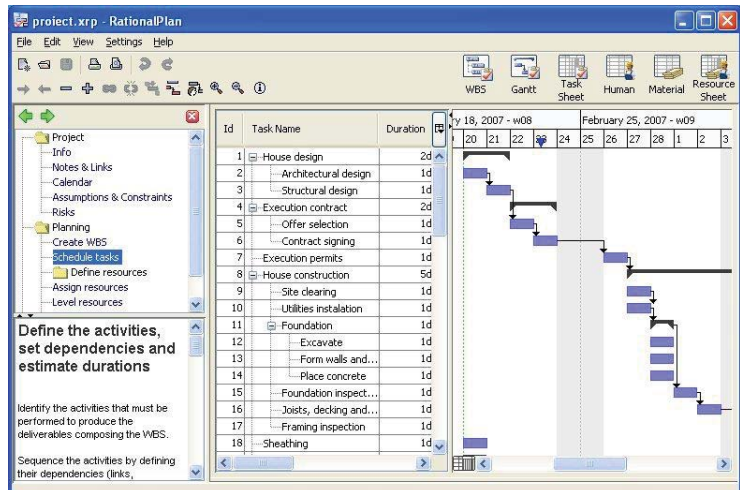 project.xrp - RationalPlan
File Edit View Settings Help
WBS Gantt Task Sheet Human Material Resource Sheet
Project
Info
Notes & Links
Calendar
Assumptions & Constraints
Risks
Planning
Create WBS
Schedule tasks
Define resources
Assign resources
Level resources
Define the activities,
set dependencies and
estimate durations
Identify the activities that must be
performed to produce the
deliverables composing the WBS.
Sequence the activities by defining
their dependencies (links,
Id Task Name Duration
1 House design 2d
2 Architectural design 1d
3 Structural design 1d
4 Execution contract 2d
5 Offer selection 1d
6 Contract signing 1d
7 Execution permits 1d
8 House construction 5d
9 Site clearing 1d
10 Utilities instalation 1d
11 Foundation 1d
12 Excavate 1d
13 Form walls and... 1d
14 Place concrete 1d
15 Foundation inspect... 1d
16 Joists, decking and... 1d
17 Framing inspection 1d
18 Sheathing 1d
ry 18, 2007 - w08 February 25, 2007 - w09
20 21 22 23 24 25 26 27 28 1 2 3